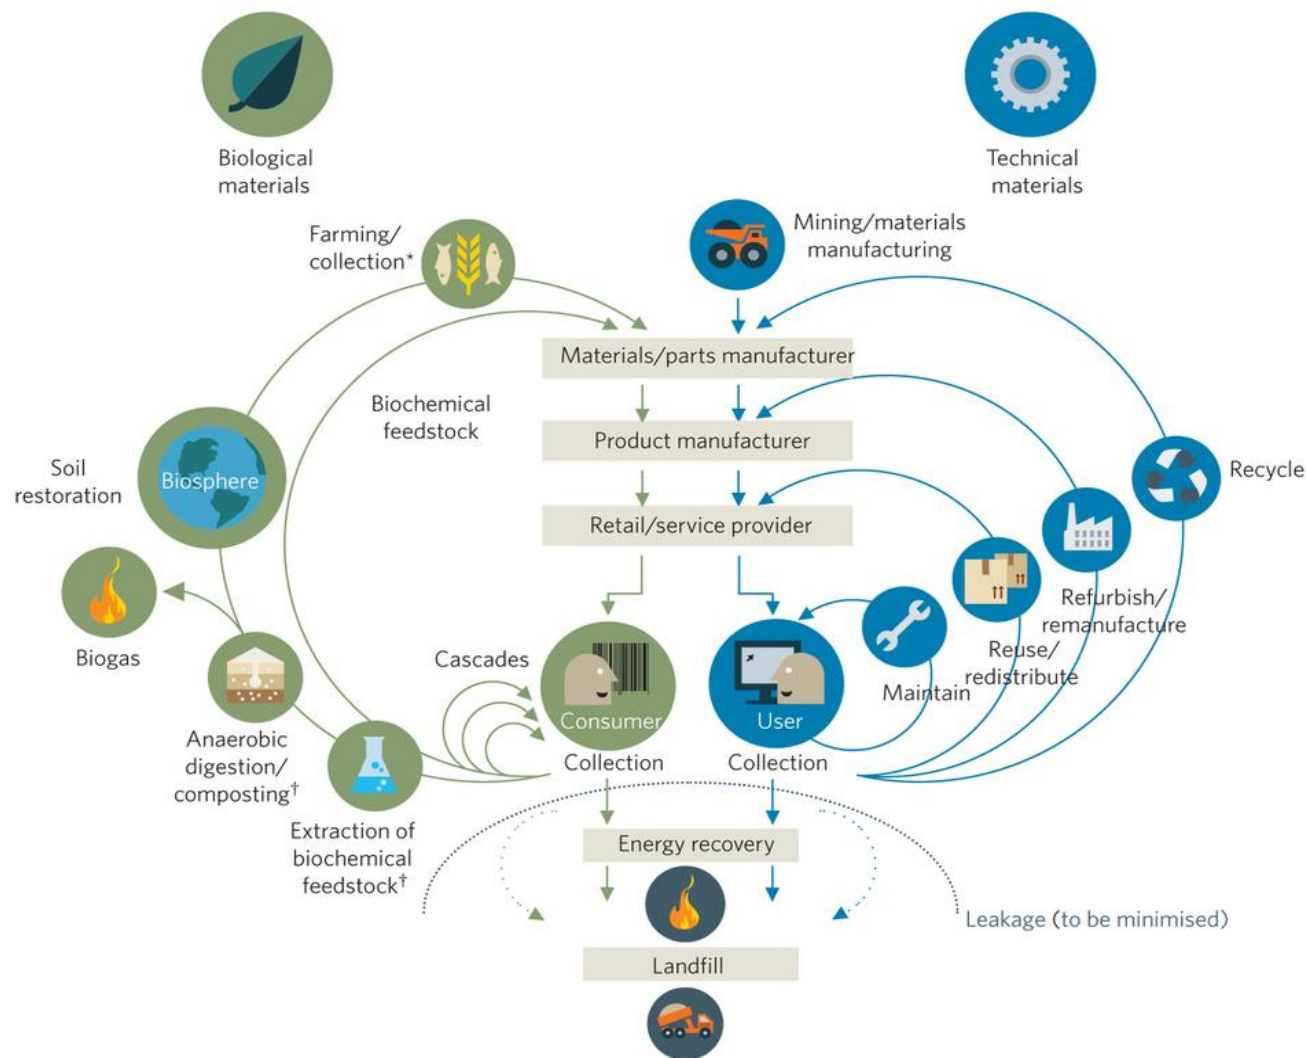 Biological
materials
Technical
materials
Farming/
collection*
Mining/materials
manufacturing
Materials/parts manufacturer
Biochemical
feedstock
Product manufacturer
Soil
restoration
Biosphere
Recycle
Retail/service provider
Refurbish/
remanufacture
Reuse/
redistribute
Maintain
Biogas
Cascades
Consumer
User
Anaerobic
digestion/
composting†
Collection
Collection
Extraction of
biochemical
feedstock†
Energy recovery
Leakage (to be minimised)
Landfill